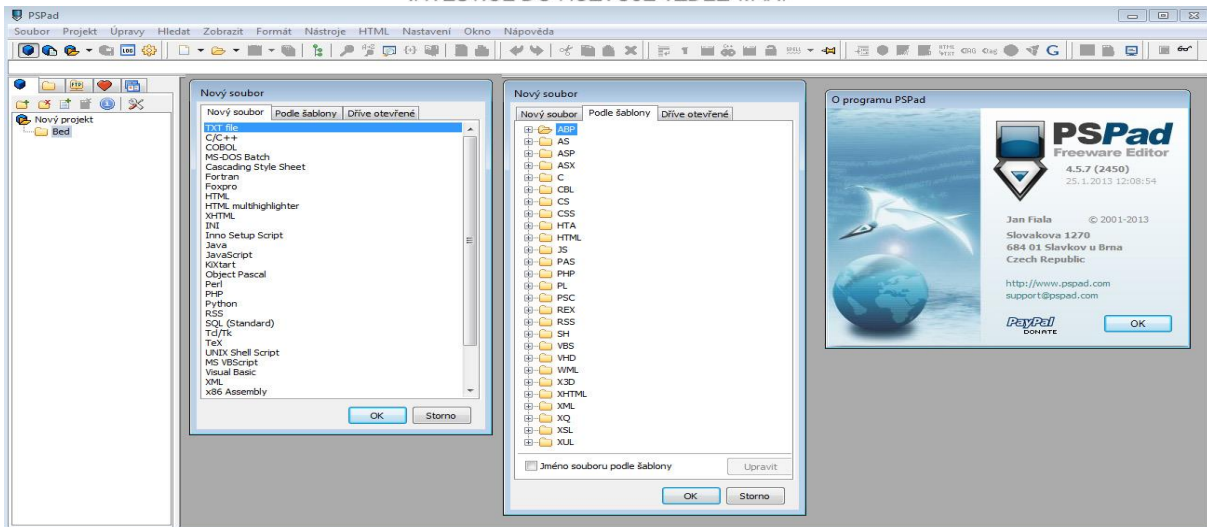 PSPad
Soubor Projekt Úpravy Hledat Zobrazit Formát Nástroje HTML Nastavení Okno Nápověda
Nový projekt
Bed
Nový soubor
Nový soubor Podle šablony Dříve otevřené
TXT file
C/C++
COBOL
MS-DOS Batch
Cascading Style Sheet
Fortran
Foxpro
HTML
HTML multihighlighter
XHTML
INI
Inno Setup Script
Java
JavaScript
KiXtart
Object Pascal
Perl
PHP
Python
RSS
SQL (Standard)
Tcl/Tk
TeX
UNIX Shell Script
MS VBScript
Visual Basic
XML
x86 Assembly
OK Storno
Nový soubor
Nový soubor Podle šablony Dříve otevřené
ABP
AS
ASP
ASX
C
CBL
CS
CSS
HTA
HTML
JS
PAS
PHP
PL
PSC
REX
RSS
SH
VBS
VHD
WML
X3D
XHTML
XML
XQ
XSL
XUL
Jméno souboru podle šablony Upravit
OK Storno
O programu PSPad
PSPad
Freeware Editor
4.5.7 (2450)
25.1.2013 12:08:54
Jan Fiala © 2001-2013
Slovakova 1270
684 01 Slavkov u Brna
Czech Republic
http://www.pspad.com
support@pspad.com
PayPal
DONATE
OK